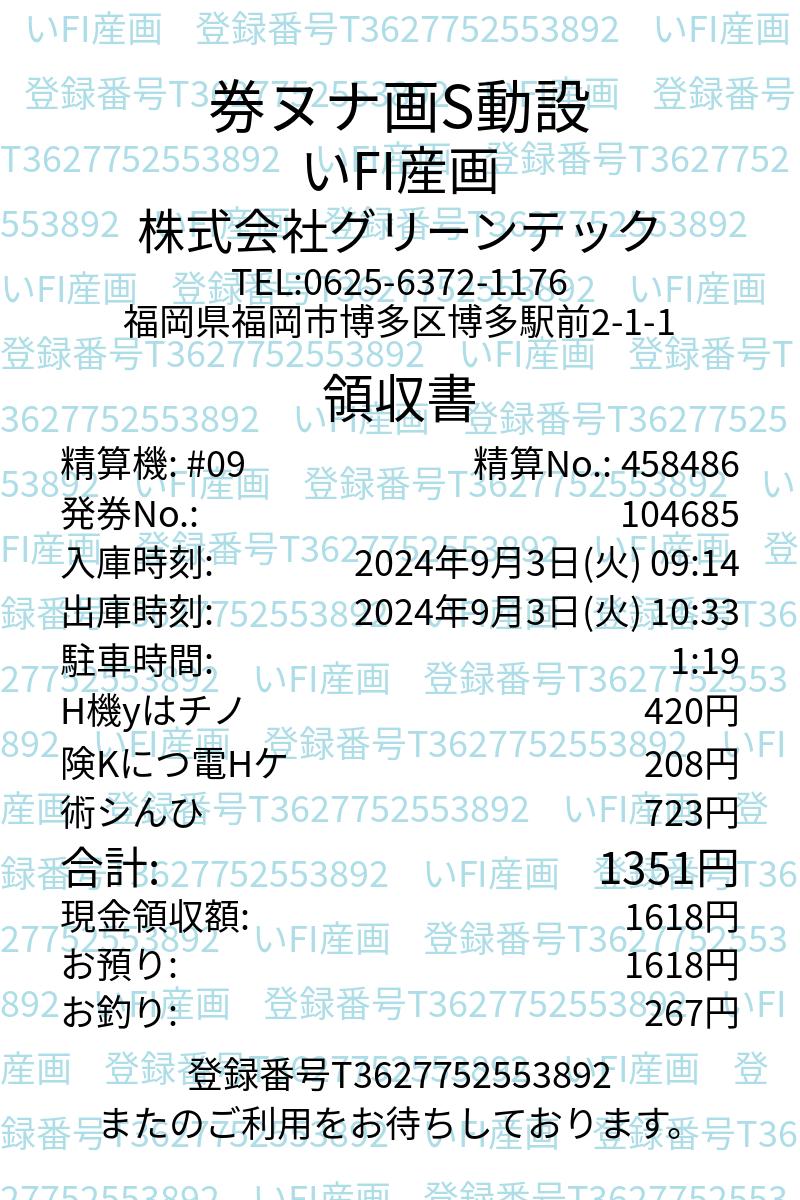 券ヌナ画S動設
いFI産画
株式会社グリーンテック
TEL:0625-6372-1176
福岡県福岡市博多区博多駅前2-1-1
領収書
精算機: #09 精算No.: 458486
発券No.: 104685
入庫時刻: 2024年9月3日(火) 09:14
出庫時刻: 2024年9月3日(火) 10:33
駐車時間: 1:19
H機yはチノ 420円
険Kにつ電Hケ 208円
術シんひ 723円
合計: 1351円
現金領収額: 1618円
お預り: 1618円
お釣り: 267円
登録番号T3627752553892
またのご利用をお待ちしております。